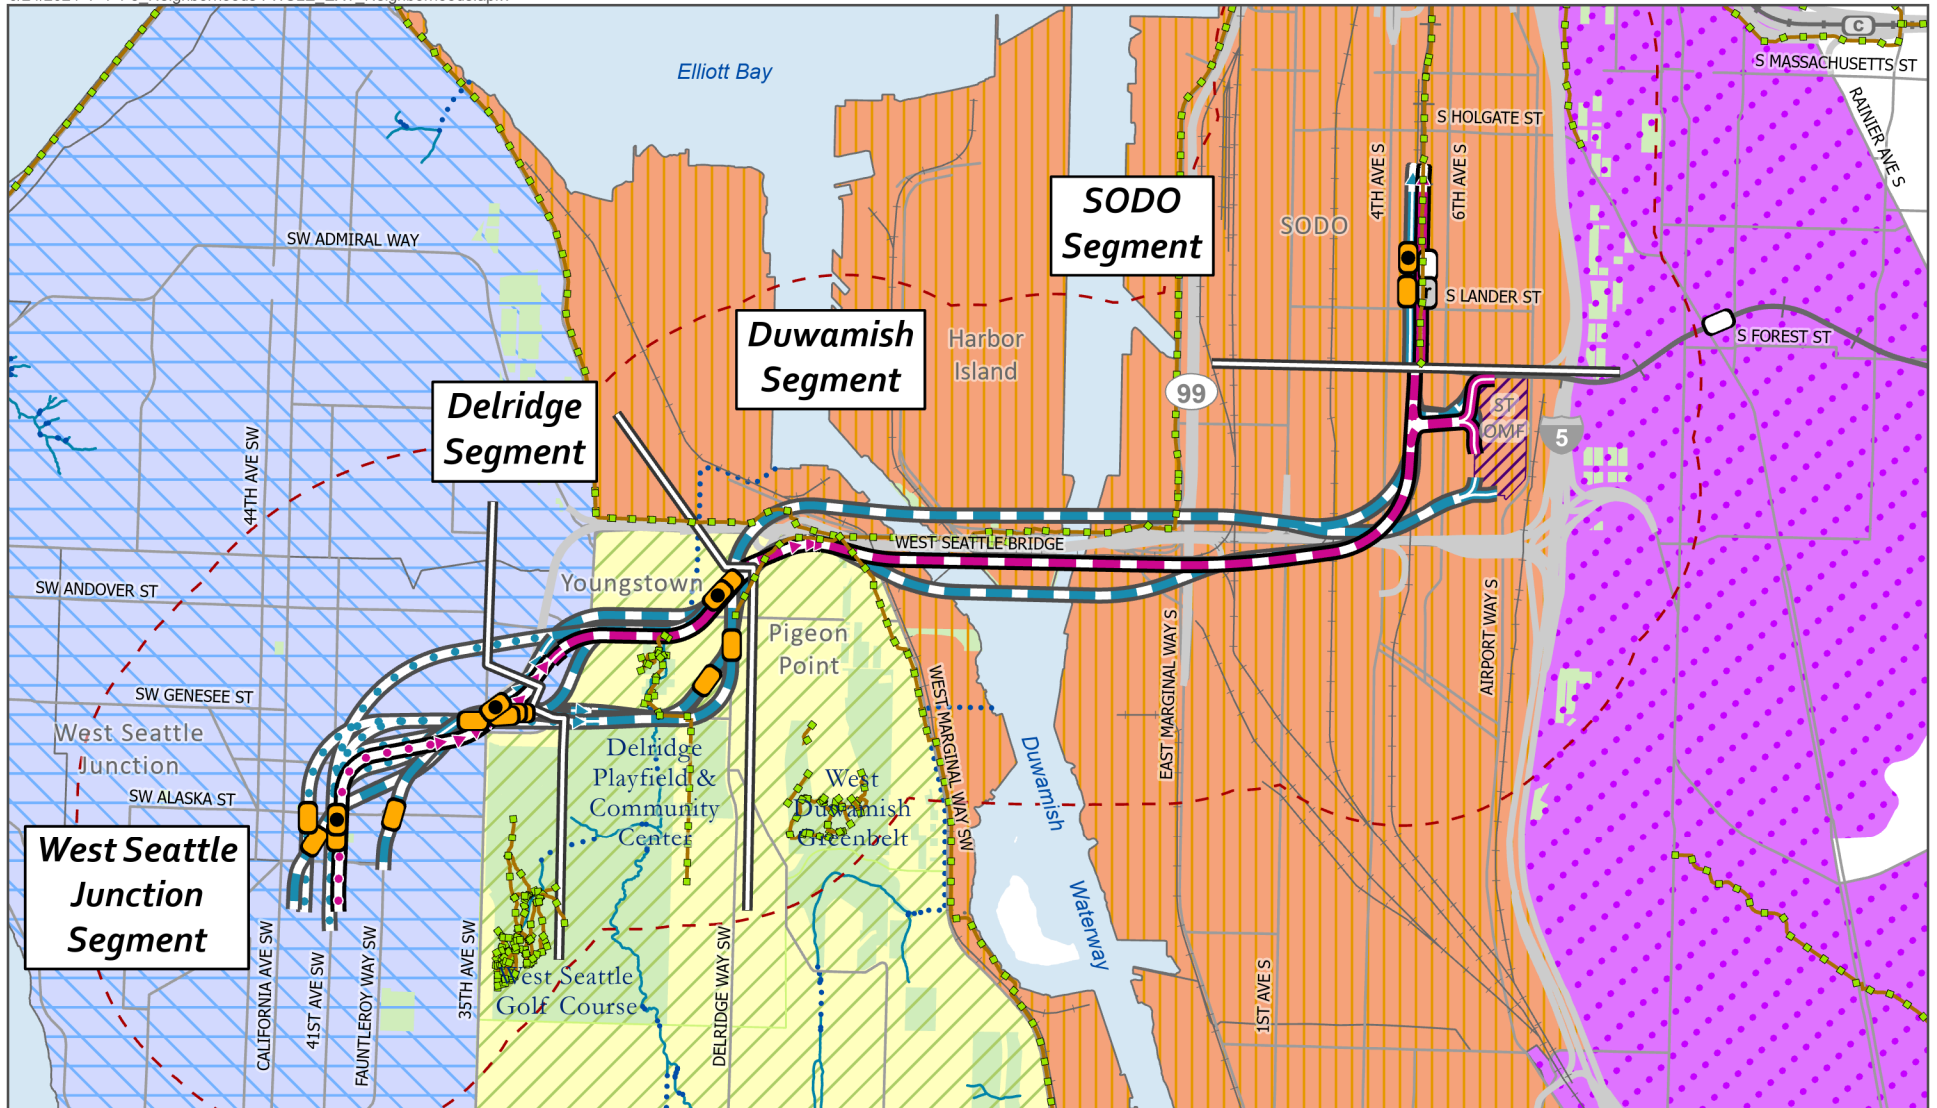 Elliott Bay
C
S MASSACHUSETTS ST
RAINIER AVE S
S HOLGATE ST
4TH AVE S
6TH AVE S
SODO
Segment
SODO
SW ADMIRAL WAY
S LANDER ST
S FOREST ST
Duwamish
Segment
Harbor
Island
99
Delridge
Segment
ST
OMF
5
44TH AVE SW
WEST SEATTLE BRIDGE
Youngstown
SW ANDOVER ST
Pigeon
Point
AIRPORT WAY S
EAST MARGINAL WAY S
WEST MARGINAL WAY SW
SW GENESEE ST
West Seattle
Junction
Delridge
Playfield &
Community
Center
West
Duwamish
Greenbelt
Duwamish
Waterway
SW ALASKA ST
West Seattle
Junction
Segment
CALIFORNIA AVE SW
41ST AVE SW
FAUNTLEROY WAY SW
35TH AVE SW
West Seattle
Golf Course
DELRIDGE WAY SW
1ST AVE S